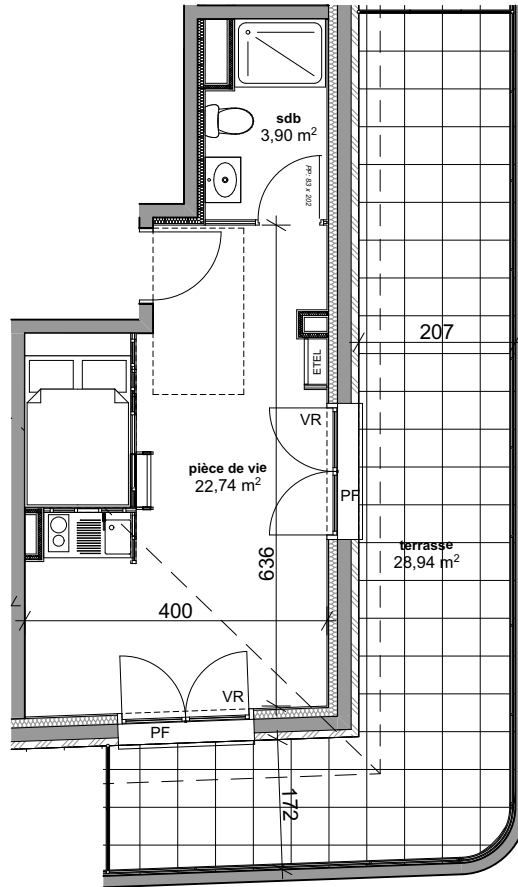 sdb
3,90 m²
PP: 83 x 202
207
ETEL
VR
pièce de vie
22,74 m²
PF
terrasse
28,94 m²
636
400
VR
PF
172